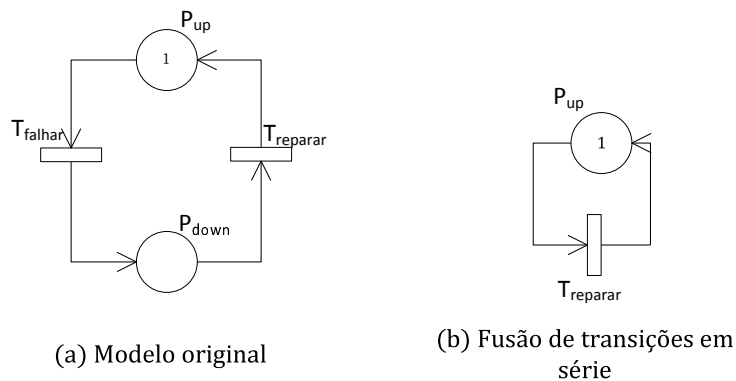 Pup
1
Tfalhar
Treparar
Pdown
(a) Modelo original
Pup
1
Treparar
(b) Fusão de transições em
série